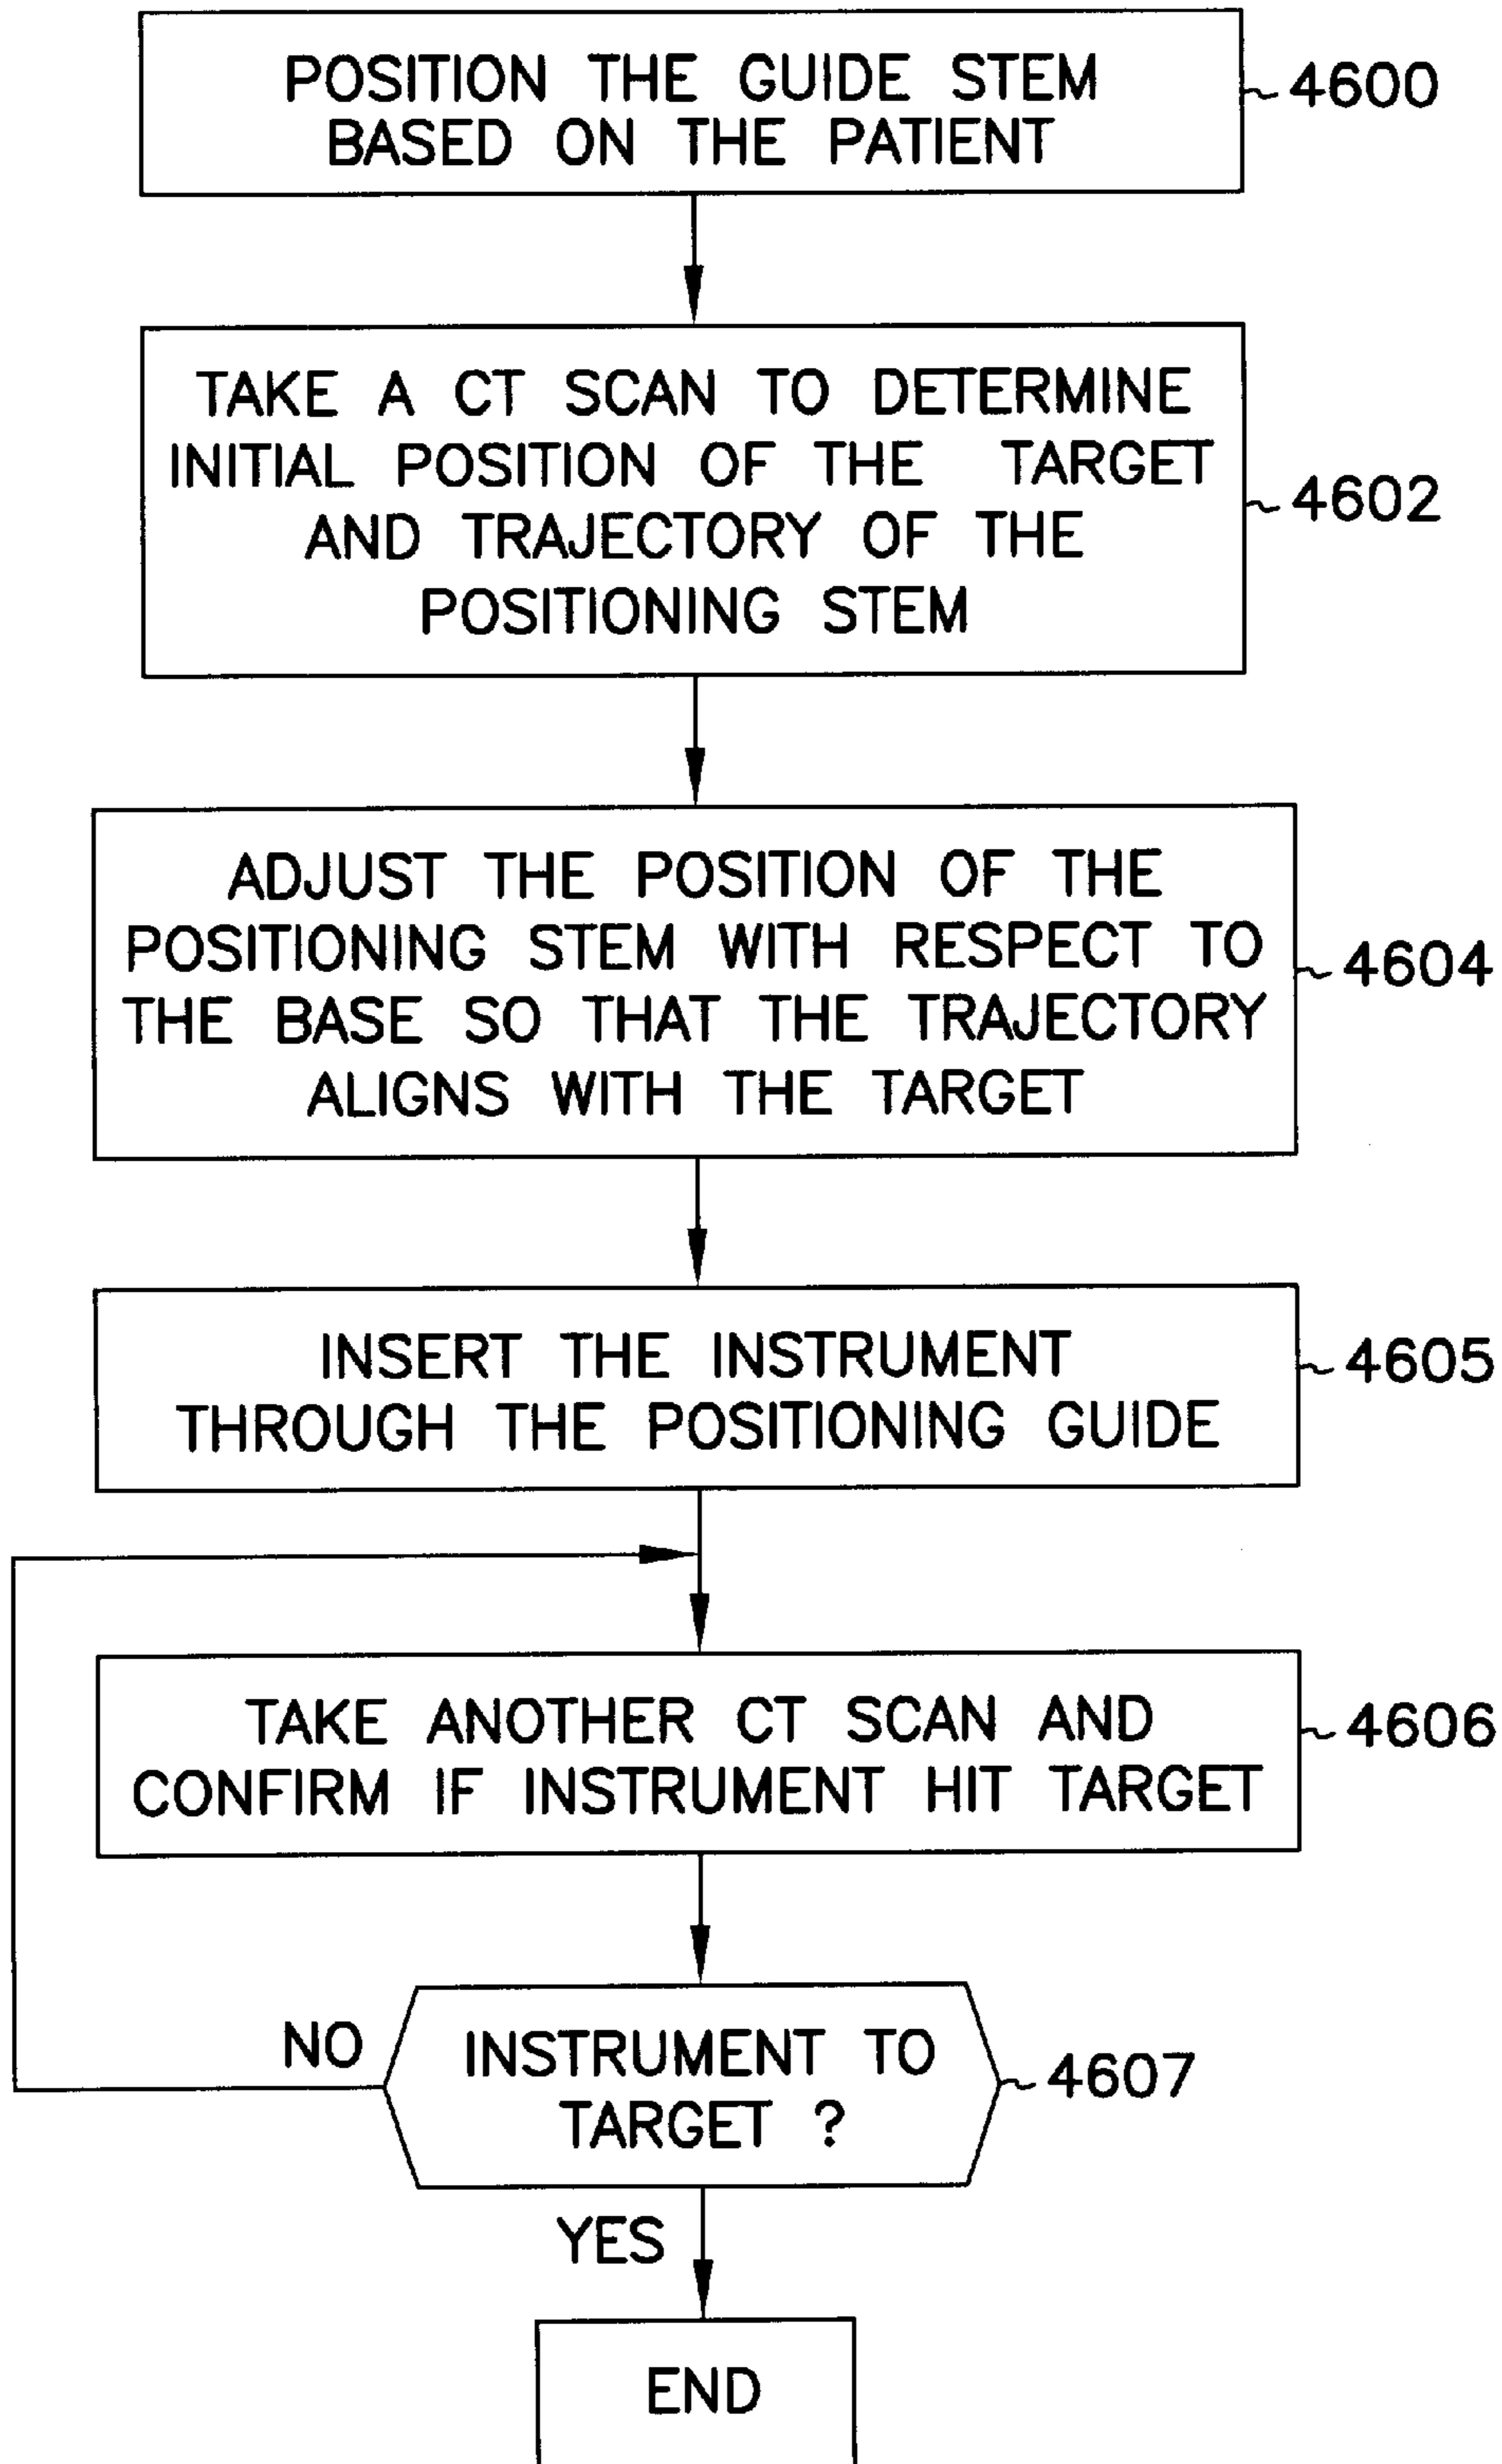 POSITION THE GUIDE STEM
BASED ON THE PATIENT
4600
TAKE A CT SCAN TO DETERMINE
INITIAL POSITION OF THE TARGET
AND TRAJECTORY OF THE
POSITIONING STEM
4602
ADJUST THE POSITION OF THE
POSITIONING STEM WITH RESPECT TO
THE BASE SO THAT THE TRAJECTORY
ALIGNS WITH THE TARGET
4604
INSERT THE INSTRUMENT
THROUGH THE POSITIONING GUIDE
4605
TAKE ANOTHER CT SCAN AND
CONFIRM IF INSTRUMENT HIT TARGET
4606
NO
INSTRUMENT TO
TARGET ?
4607
YES
END